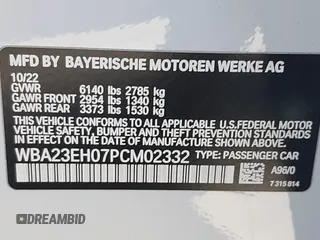 MFD BY BAYERISCHE MOTOREN WERKE AG
10/22
GVWR 6140 lbs 2785 kg
GAWR FRONT 2954 lbs 1340 kg
GAWR REAR 3373 lbs 1530 kg
THIS VEHICLE CONFORMS TO ALL APPLICABLE
U.S.FEDERAL MOTOR VEHICLE SAFETY,
BUMPER, AND THEFT PREVENTION STANDARDS IN
EFFECT ON THE DATE OF MANUFACTURE SHOWN ABOVE.
WBA23EH07PCM02332 TYPE: PASSENGER CAR
A96/0
7 315 814
DREAMBID